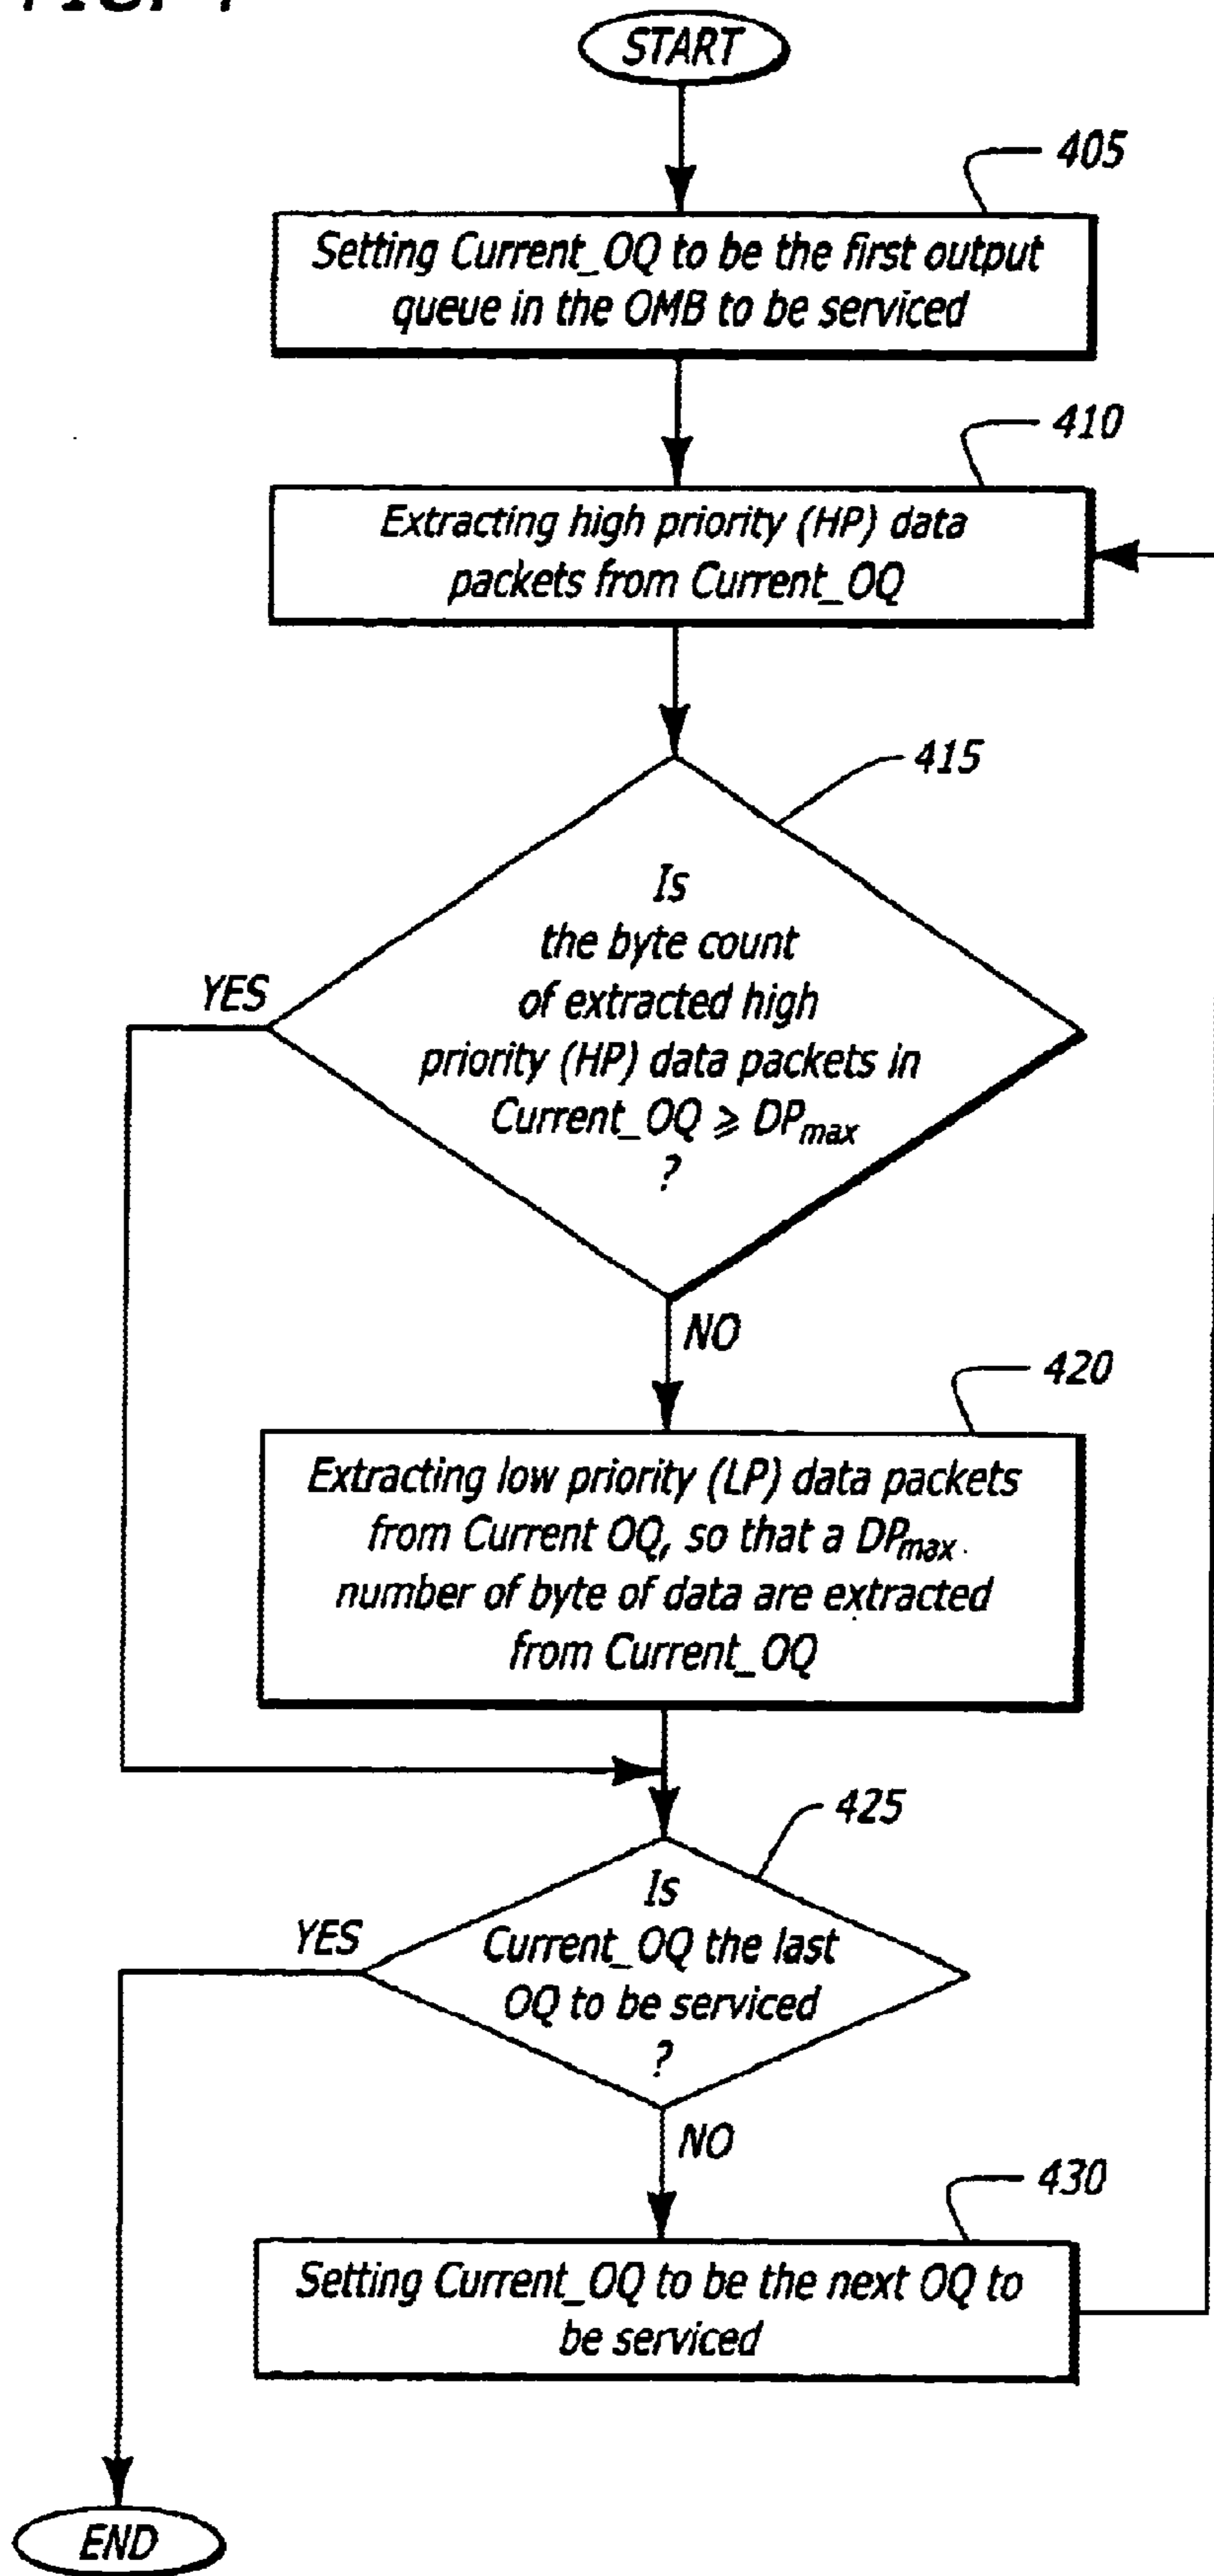 START
405
Setting Current_OQ to be the first output
queue in the OMB to be serviced
410
Extracting high priority (HP) data
packets from Current_OQ
415
Is
the byte count
of extracted high
priority (HP) data packets in
Current_OQ ⩾ DPmax
?
YES
NO
420
Extracting low priority (LP) data packets
from Current OQ, so that a DPmax
number of byte of data are extracted
from Current_OQ
425
Is
Current_OQ the last
OQ to be serviced
?
YES
NO
430
Setting Current_OQ to be the next OQ to
be serviced
END